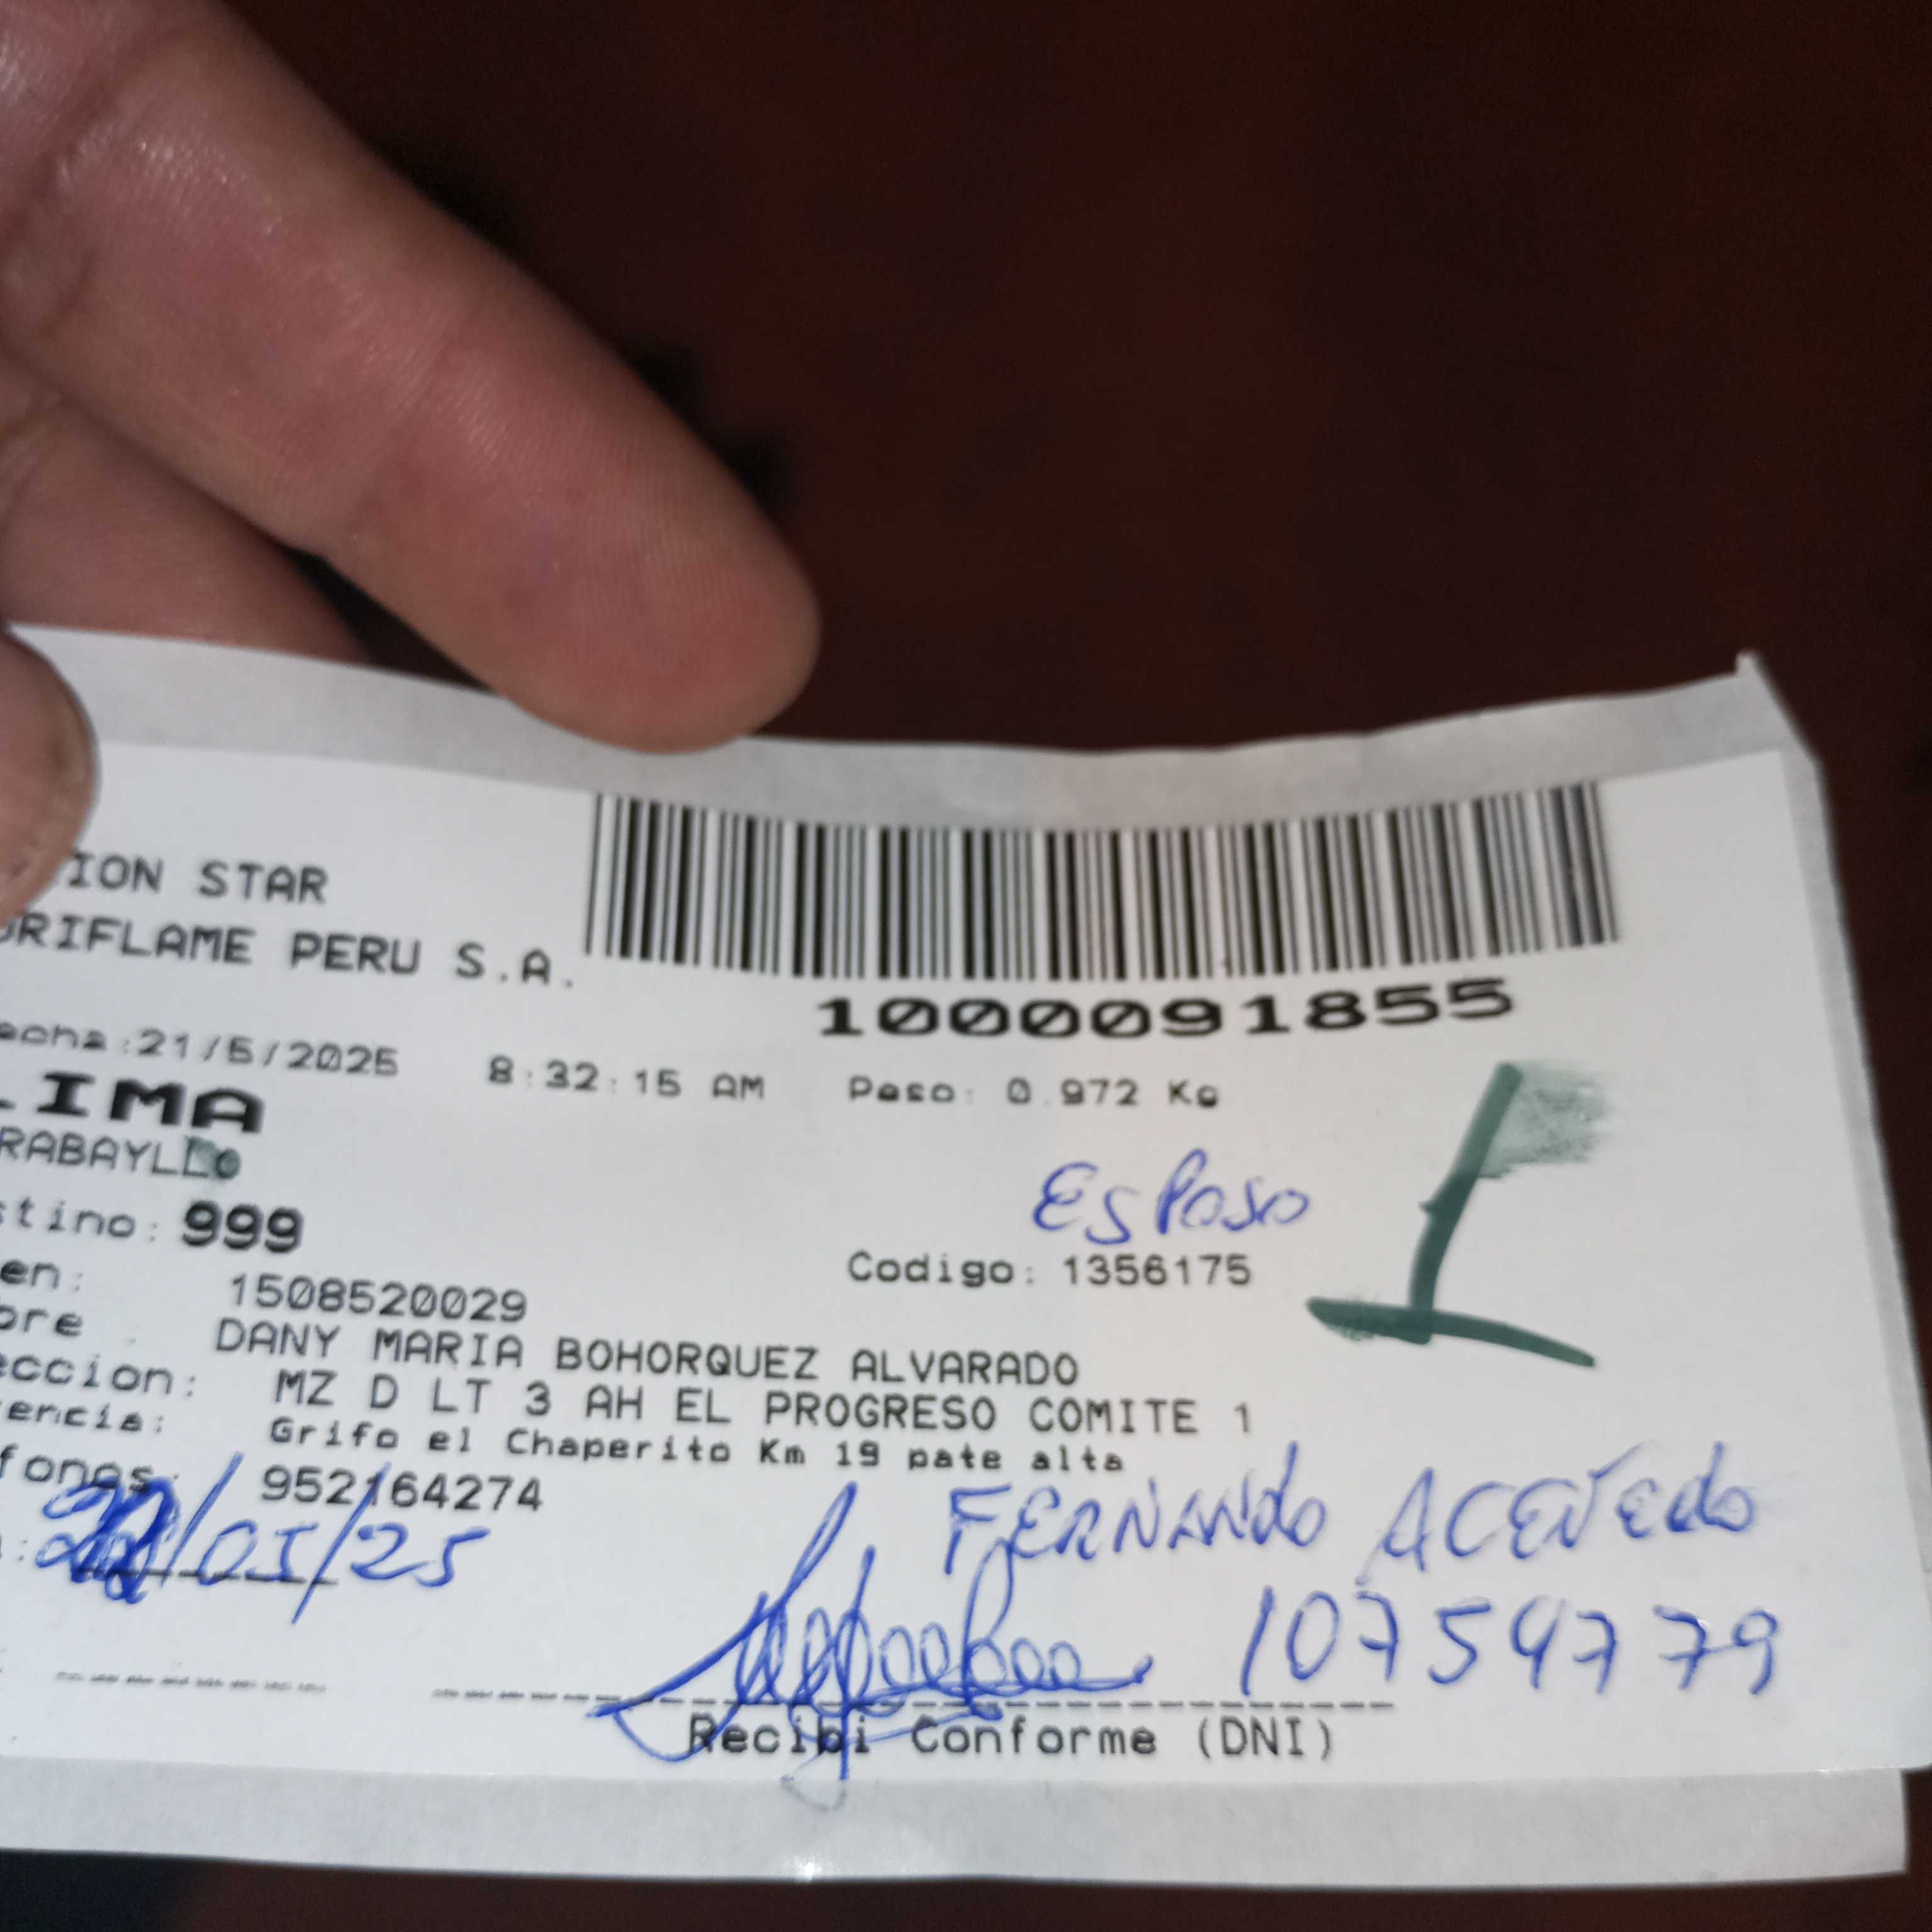 ION STAR
ORIFLAME PERU S.A.
1000091855
echa:21/5/2025 8:32:15 AM Peso: 0.972 Kg
LIMA
RABAYLLO
Esposo
stino: 999
Codigo: 1356175
en: 1508520029
bre DANY MARIA BOHORQUEZ ALVARADO
eccion: MZ D LT 3 AH EL PROGRESO COMITE 1
encia: Grifo el Chaperito Km 19 pate alta
fonos: 952164274
FERNANDO ACEVEDO
/05/25
10754779
Recibi Conforme (DNI)